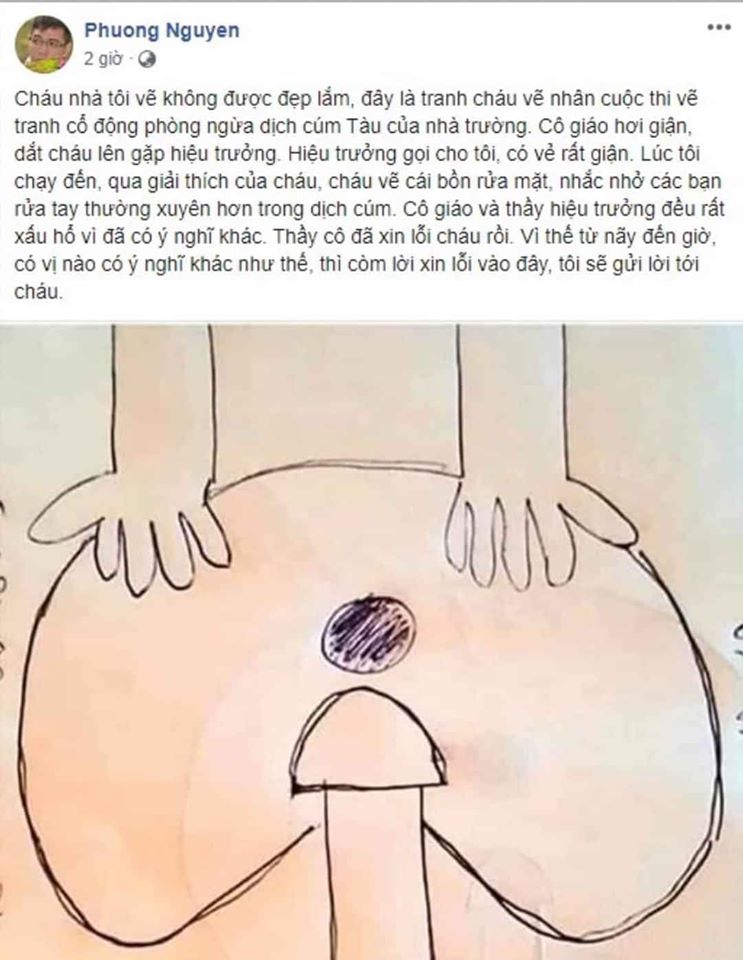 Phuong Nguyen
2 giờ ·
Cháu nhà tôi vẽ không được đẹp lắm, đây là tranh cháu vẽ nhân cuộc thi vẽ
tranh cổ động phòng ngừa dịch cúm Tàu của nhà trường. Cô giáo hơi giận,
dắt cháu lên gặp hiệu trưởng. Hiệu trưởng gọi cho tôi, có vẻ rất giận. Lúc tôi
chạy đến, qua giải thích của cháu, cháu vẽ cái bồn rửa mặt, nhắc nhở các bạn
rửa tay thường xuyên hơn trong dịch cúm. Cô giáo và thầy hiệu trưởng đều rất
xấu hổ vì đã có ý nghĩ khác. Thầy cô đã xin lỗi cháu rồi. Vì thế từ nãy đến giờ,
có vị nào có ý nghĩ khác như thế, thì còm lời xin lỗi vào đây, tôi sẽ gửi lời tới
cháu.